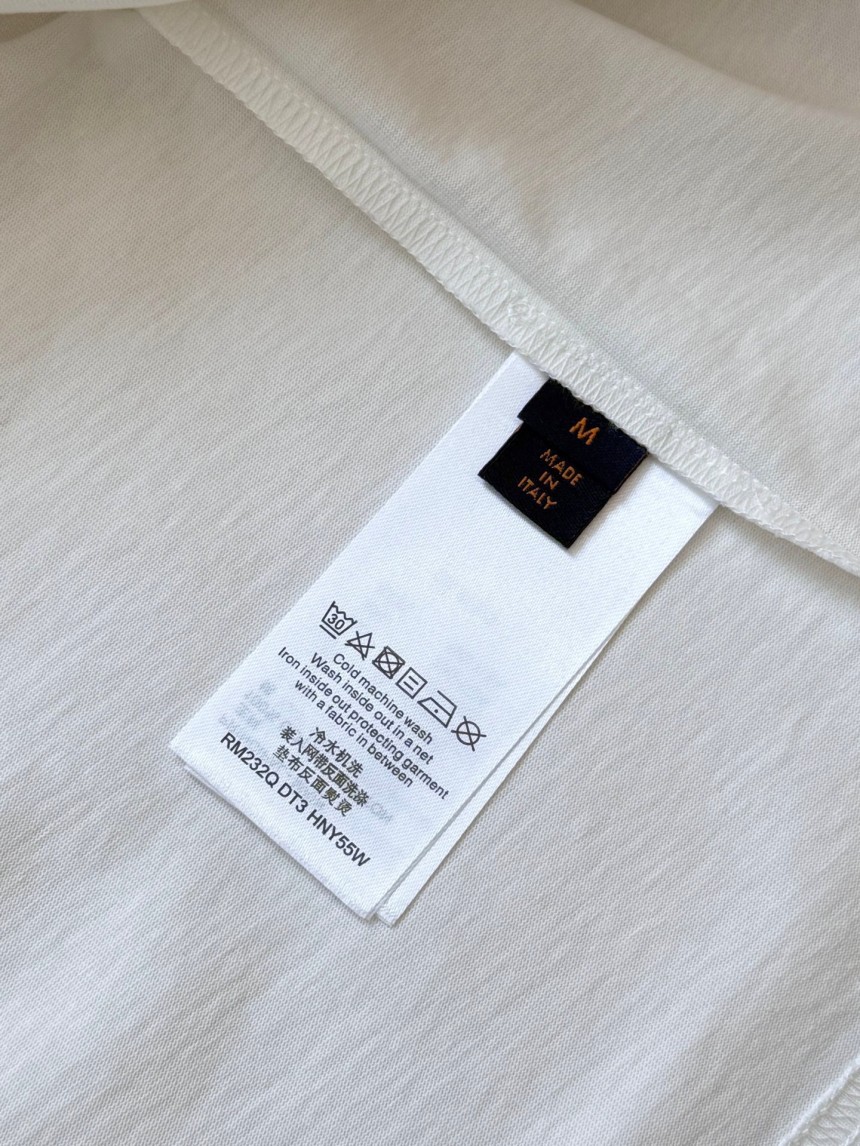 M
MADE
IN
ITALY
30
Cold machine wash
Wash inside out in a net
Iron inside out protecting garment
with a fabric in between
冷水机洗
装入网带反面洗涤
垫布反面熨烫
RM232Q DT3 HNY55W